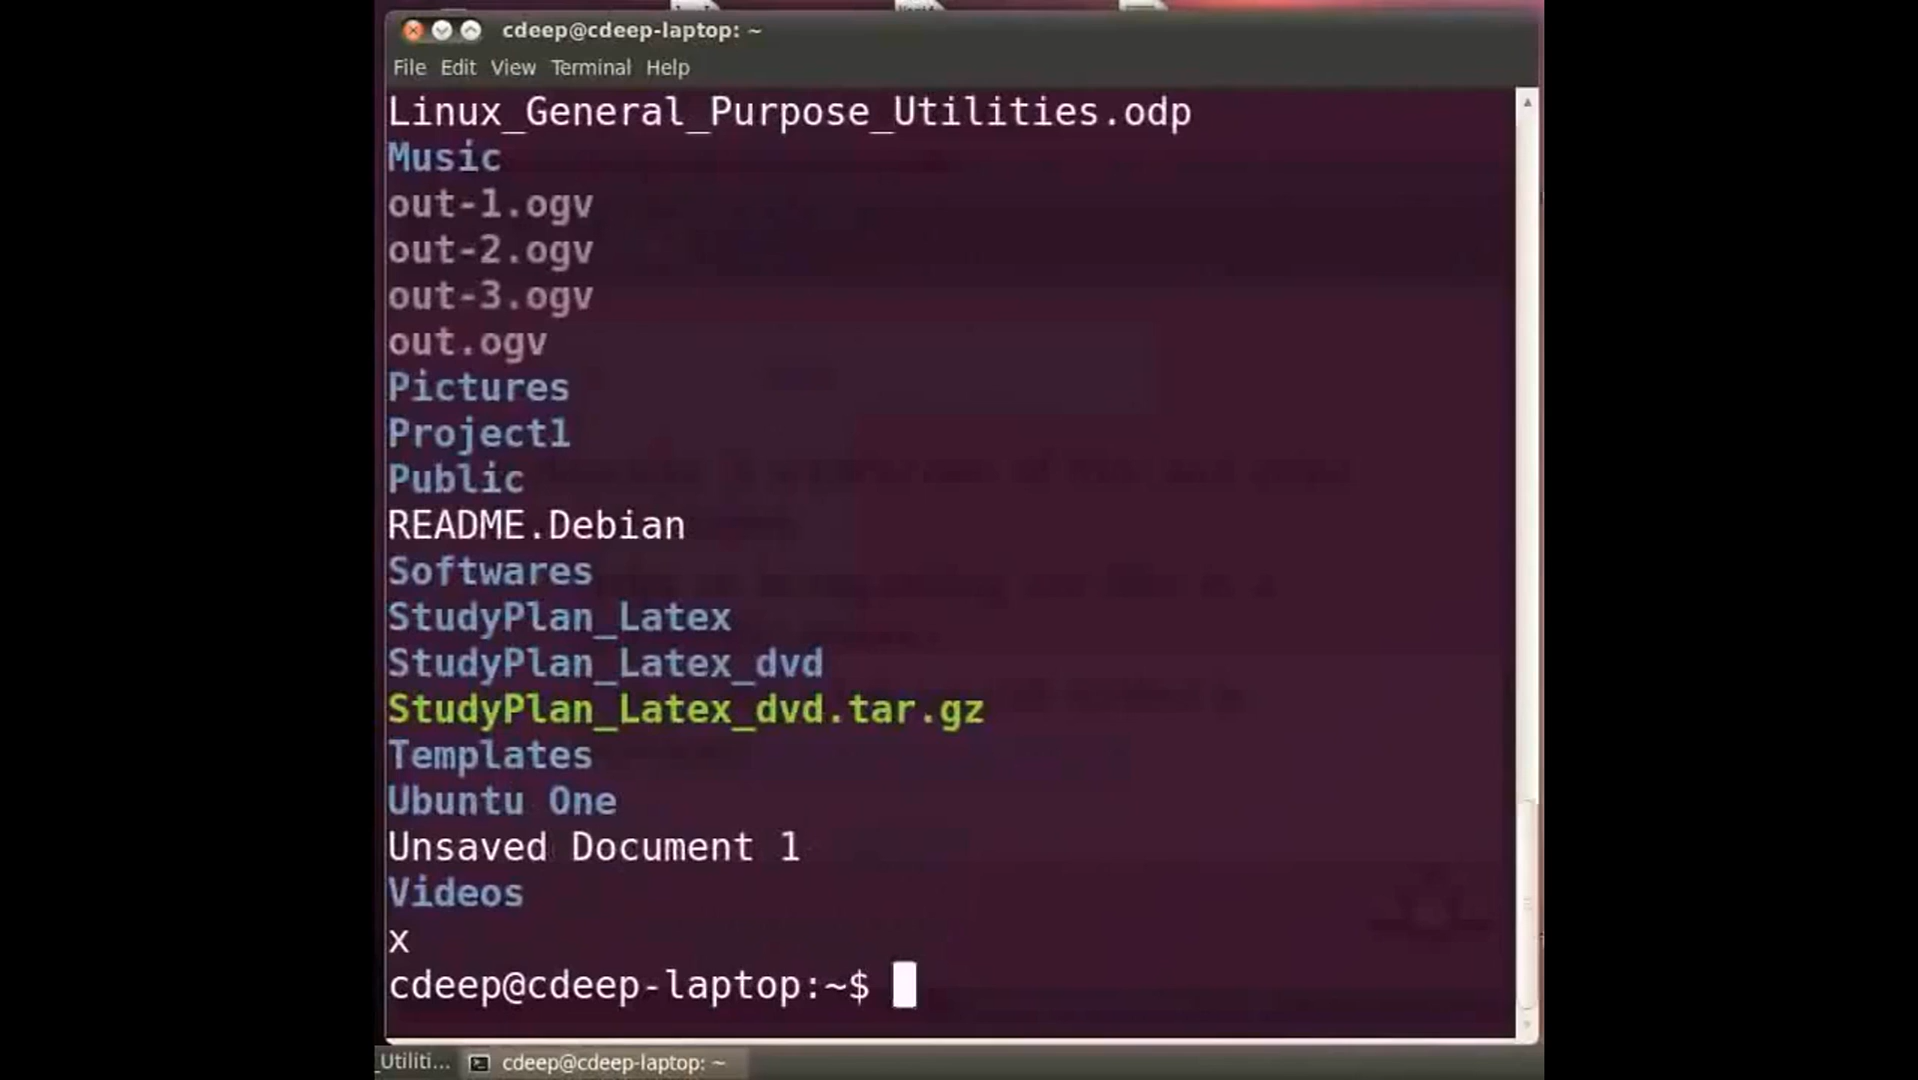 cdeep@cdeep-laptop: ~
File Edit View Terminal Help
Linux_General_Purpose_Utilities.odp
Music
out-1.ogv
out-2.ogv
out-3.ogv
out.ogv
Pictures
Project1
Public
README.Debian
Softwares
StudyPlan_Latex
StudyPlan_Latex_dvd
StudyPlan_Latex_dvd.tar.gz
Templates
Ubuntu One
Unsaved Document 1
Videos
x
cdeep@cdeep-laptop:~$
_Utiliti... cdeep@cdeep-laptop: ~